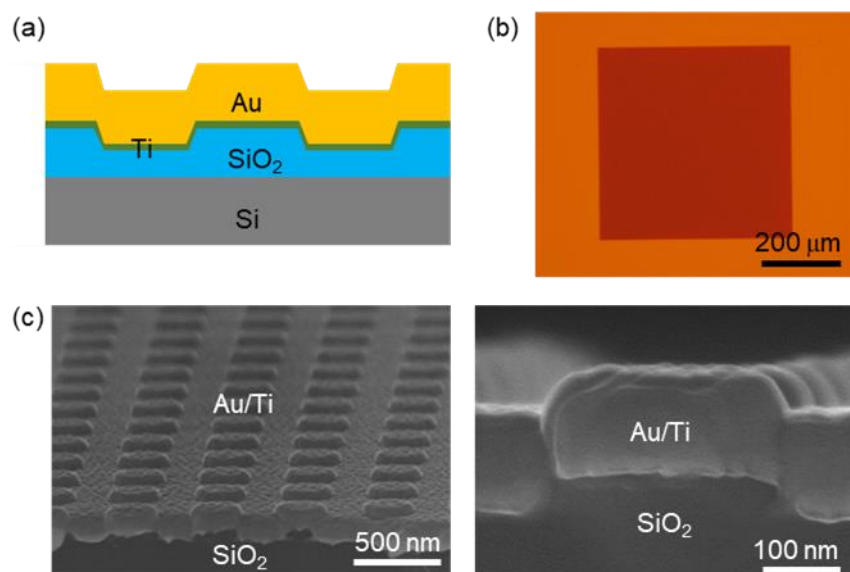 (a)
Au
Ti
SiO₂
Si
(b)
200 μm
(c)
Au/Ti
SiO₂
500 nm
Au/Ti
SiO₂
100 nm